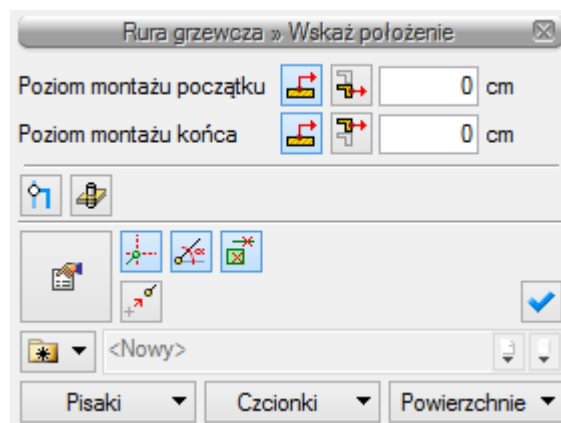 Rura grzewcza » Wskaż położenie
Poziom montażu początku 0 cm
Poziom montażu końca 0 cm
<Nowy>
Pisaki Czcionki Powierzchnie